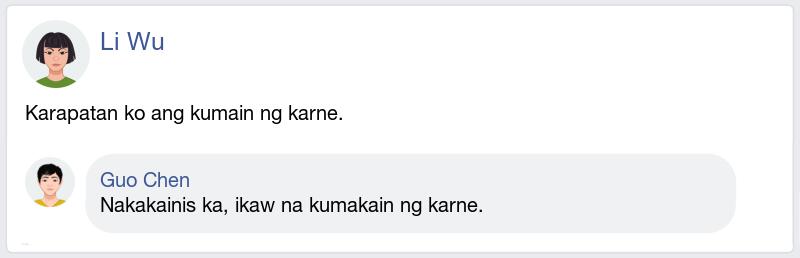 Li Wu
Karapatan ko ang kumain ng karne.
Guo Chen
Nakakainis ka, ikaw na kumakain ng karne.